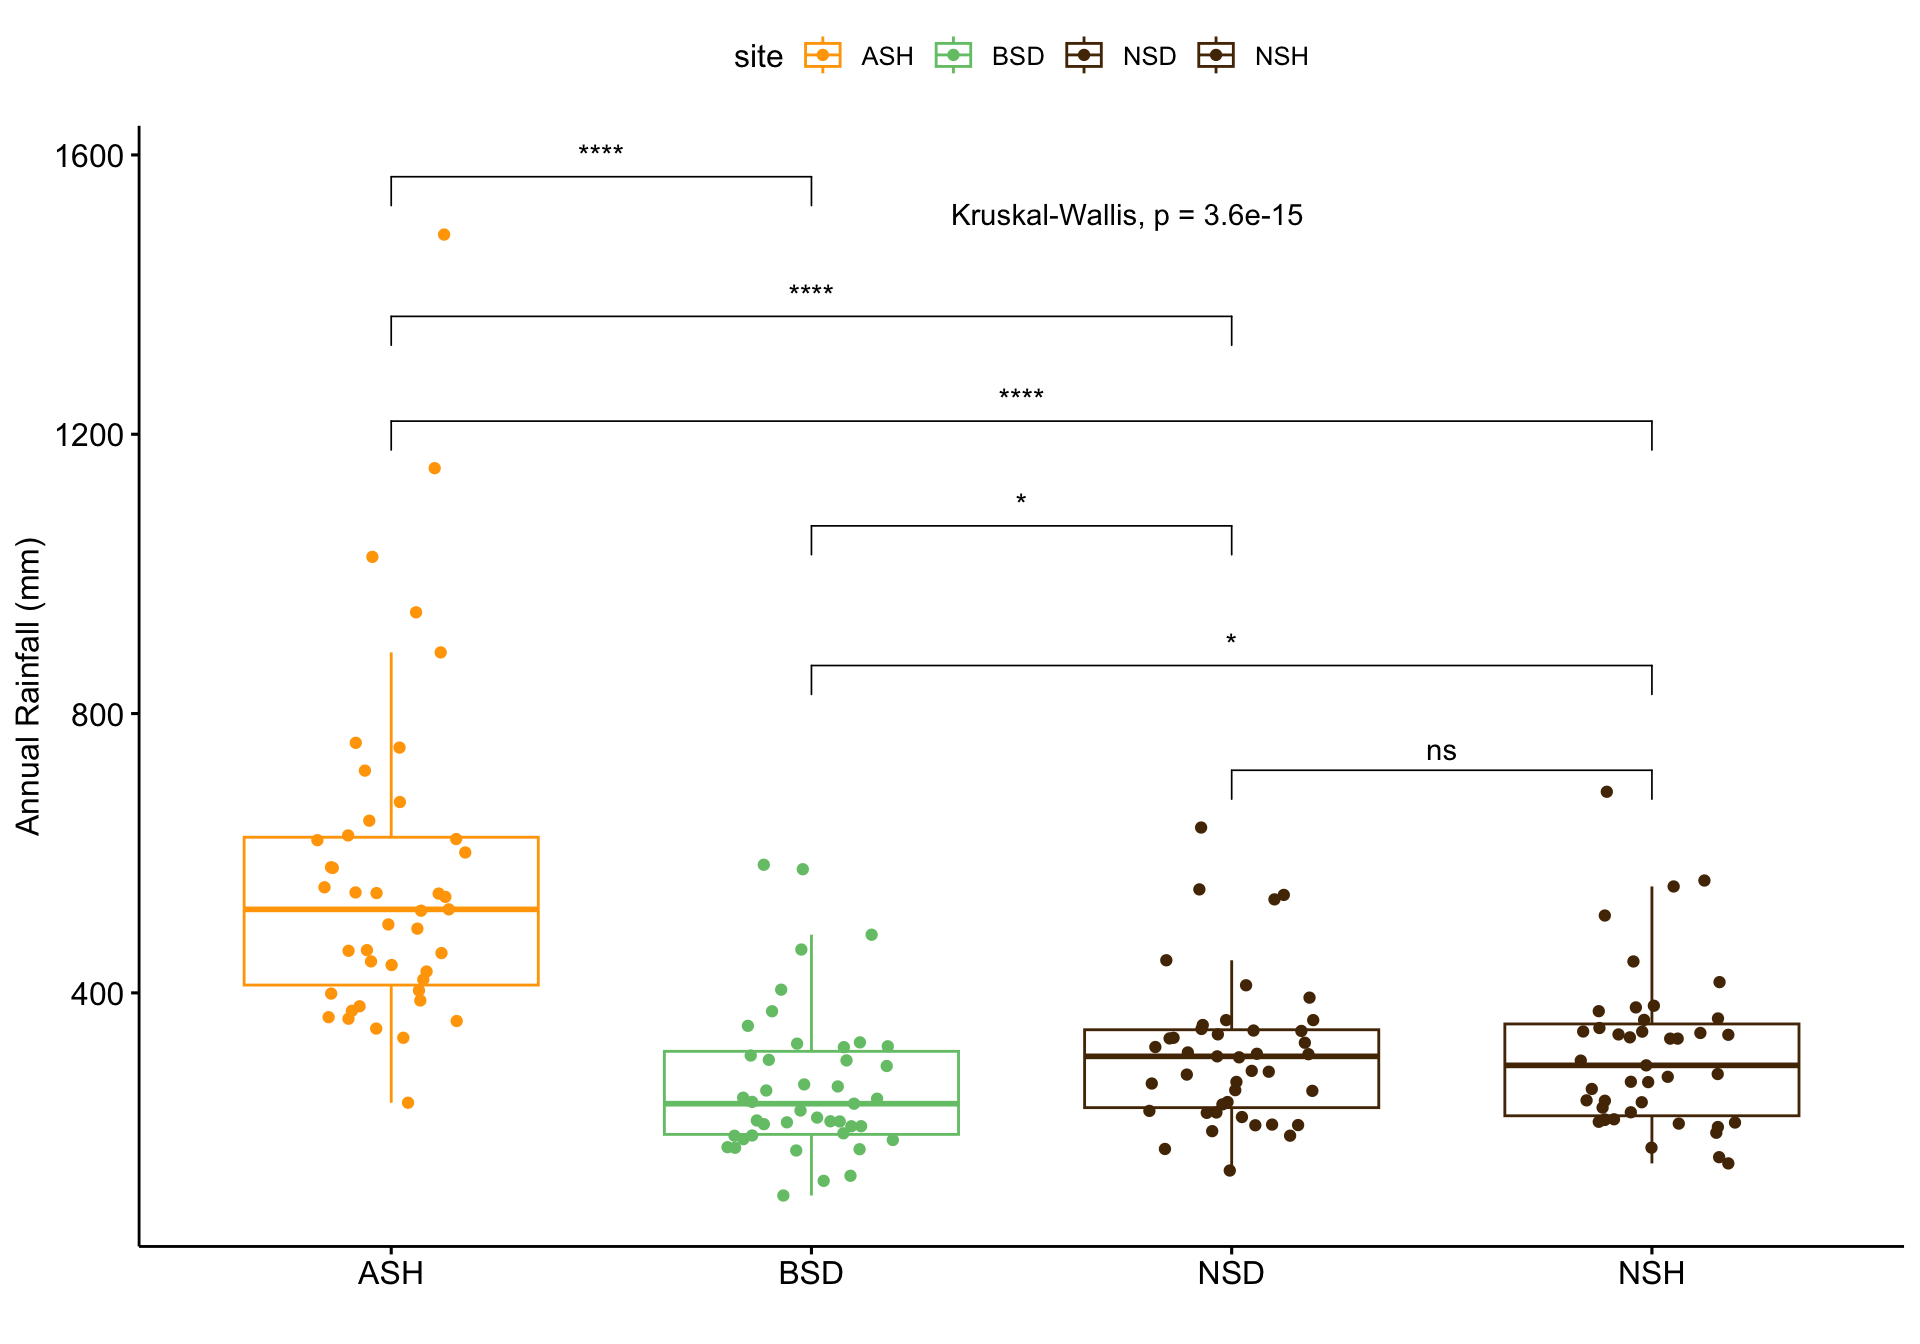 site ASH BSD NSD NSH
1600
****
Kruskal-Wallis, p = 3.6e-15
****
****
1200
*
*
800
ns
400
Annual Rainfall (mm)
ASH BSD NSD NSH